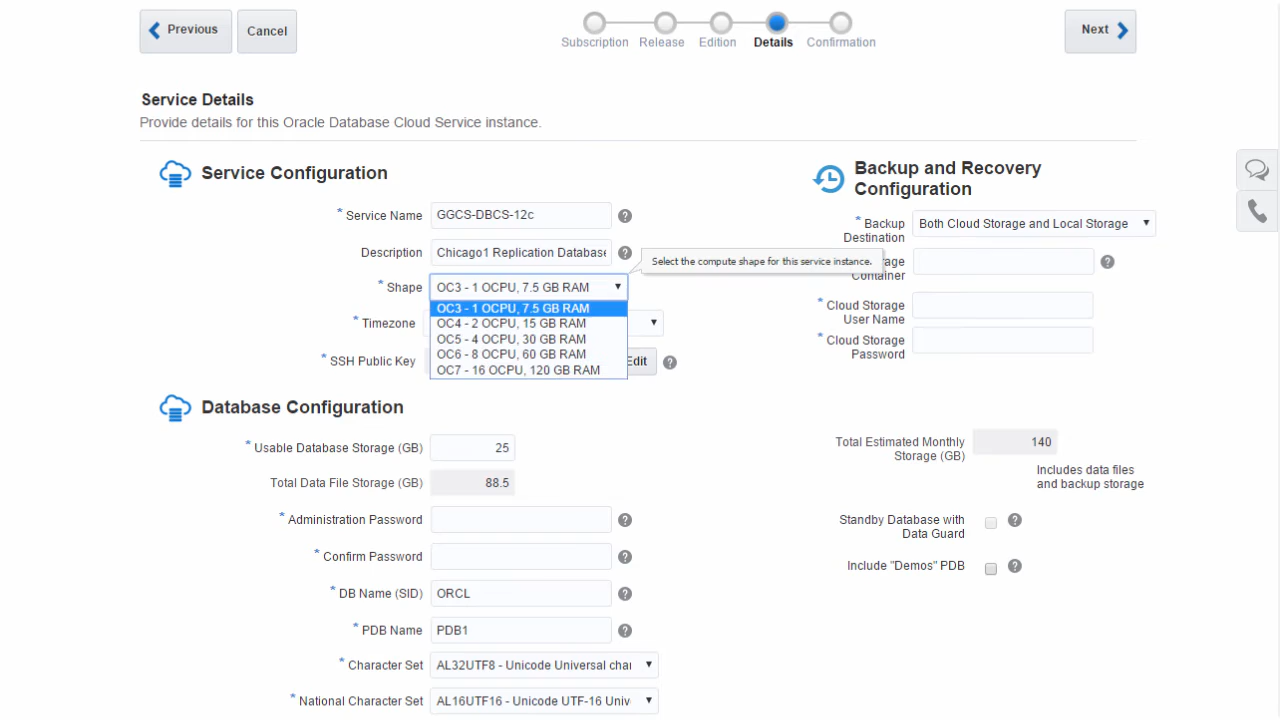 Previous
Cancel
Subscription
Release
Edition
Details
Confirmation
Next
Service Details
Provide details for this Oracle Database Cloud Service instance.
Service Configuration
* Service Name
GGCS-DBCS-12c
Description
Chicago1 Replication Database
* Shape
OC3 - 1 OCPU, 7.5 GB RAM
OC3 - 1 OCPU, 7.5 GB RAM
OC4 - 2 OCPU, 15 GB RAM
OC5 - 4 OCPU, 30 GB RAM
OC6 - 8 OCPU, 60 GB RAM
OC7 - 16 OCPU, 120 GB RAM
Select the compute shape for this service instance.
* Timezone
* SSH Public Key
Edit
Backup and Recovery
Configuration
* Backup
Destination
Both Cloud Storage and Local Storage
Container
* Cloud Storage
User Name
* Cloud Storage
Password
Database Configuration
* Usable Database Storage (GB)
25
Total Data File Storage (GB)
88.5
* Administration Password
* Confirm Password
* DB Name (SID)
ORCL
* PDB Name
PDB1
* Character Set
AL32UTF8 - Unicode Universal char
* National Character Set
AL16UTF16 - Unicode UTF-16 Univ
Total Estimated Monthly
Storage (GB)
140
Includes data files
and backup storage
Standby Database with
Data Guard
Include "Demos" PDB